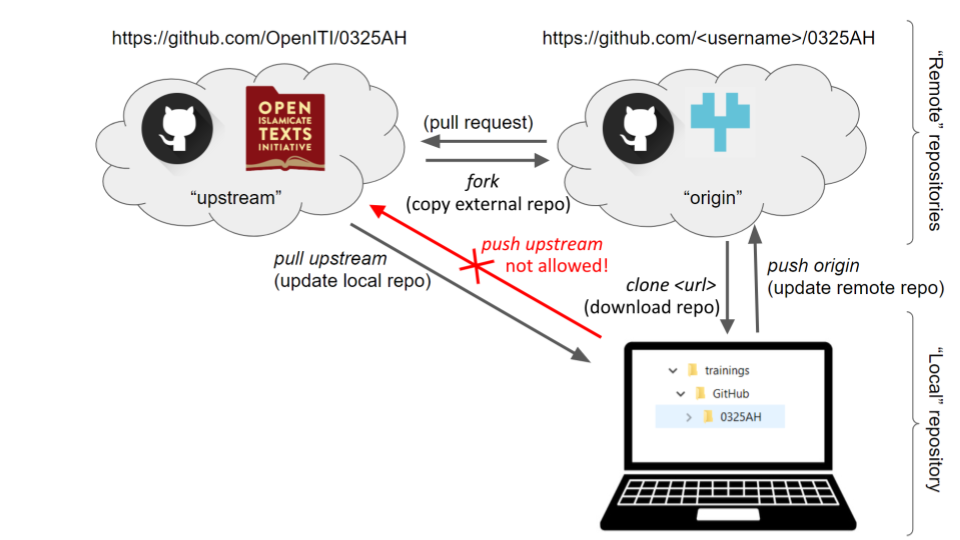 https://github.com/OpenITI/0325AH
https://github.com/<username>/0325AH
OPEN
ISLAMICATE
TEXTS
INITIATIVE
“upstream”
(pull request)
fork
(copy external repo)
“origin”
“Remote” repositories
pull upstream
(update local repo)
push upstream
not allowed!
clone <url>
(download repo)
push origin
(update remote repo)
trainings
GitHub
0325AH
“Local” repository